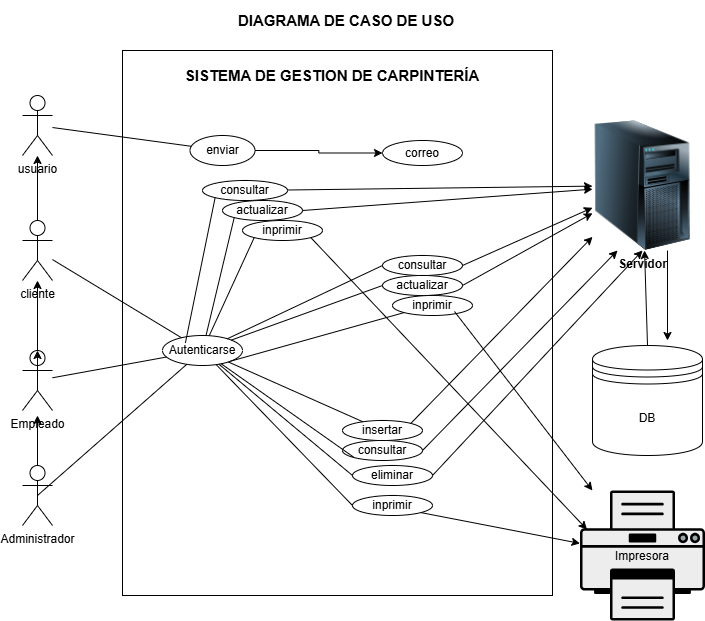 DIAGRAMA DE CASO DE USO
SISTEMA DE GESTION DE CARPINTERÍA
usuario
enviar
correo
consultar
actualizar
inprimir
cliente
consultar
actualizar
inprimir
Servidor
Autenticarse
Empleado
DB
insertar
consultar
eliminar
inprimir
Administrador
Impresora